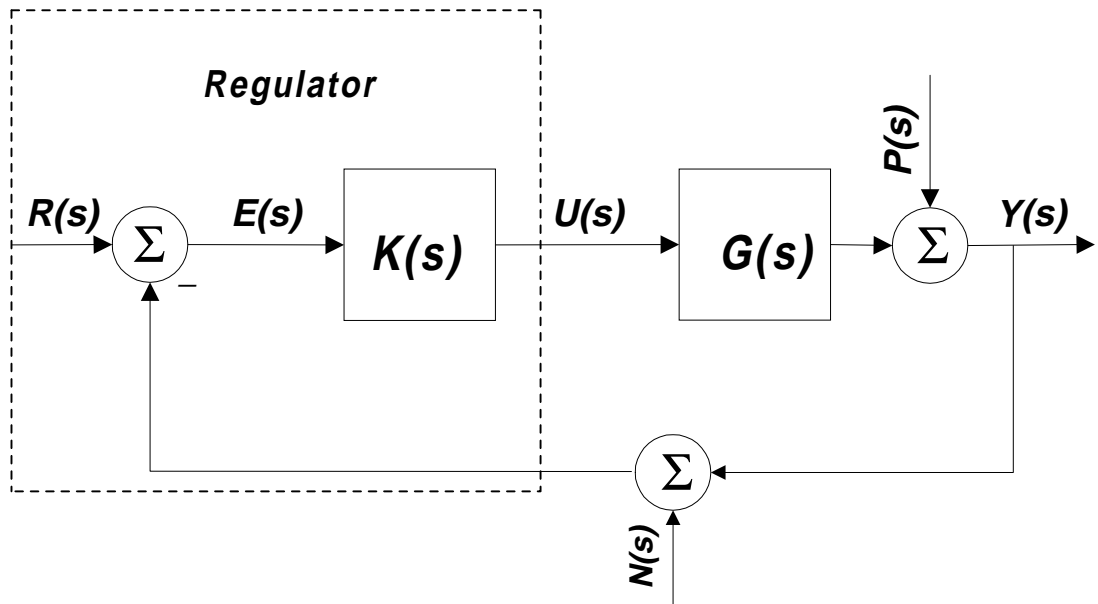 Regulator
P(s)
R(s)
Σ
E(s)
K(s)
U(s)
G(s)
Σ
Y(s)
−
Σ
N(s)